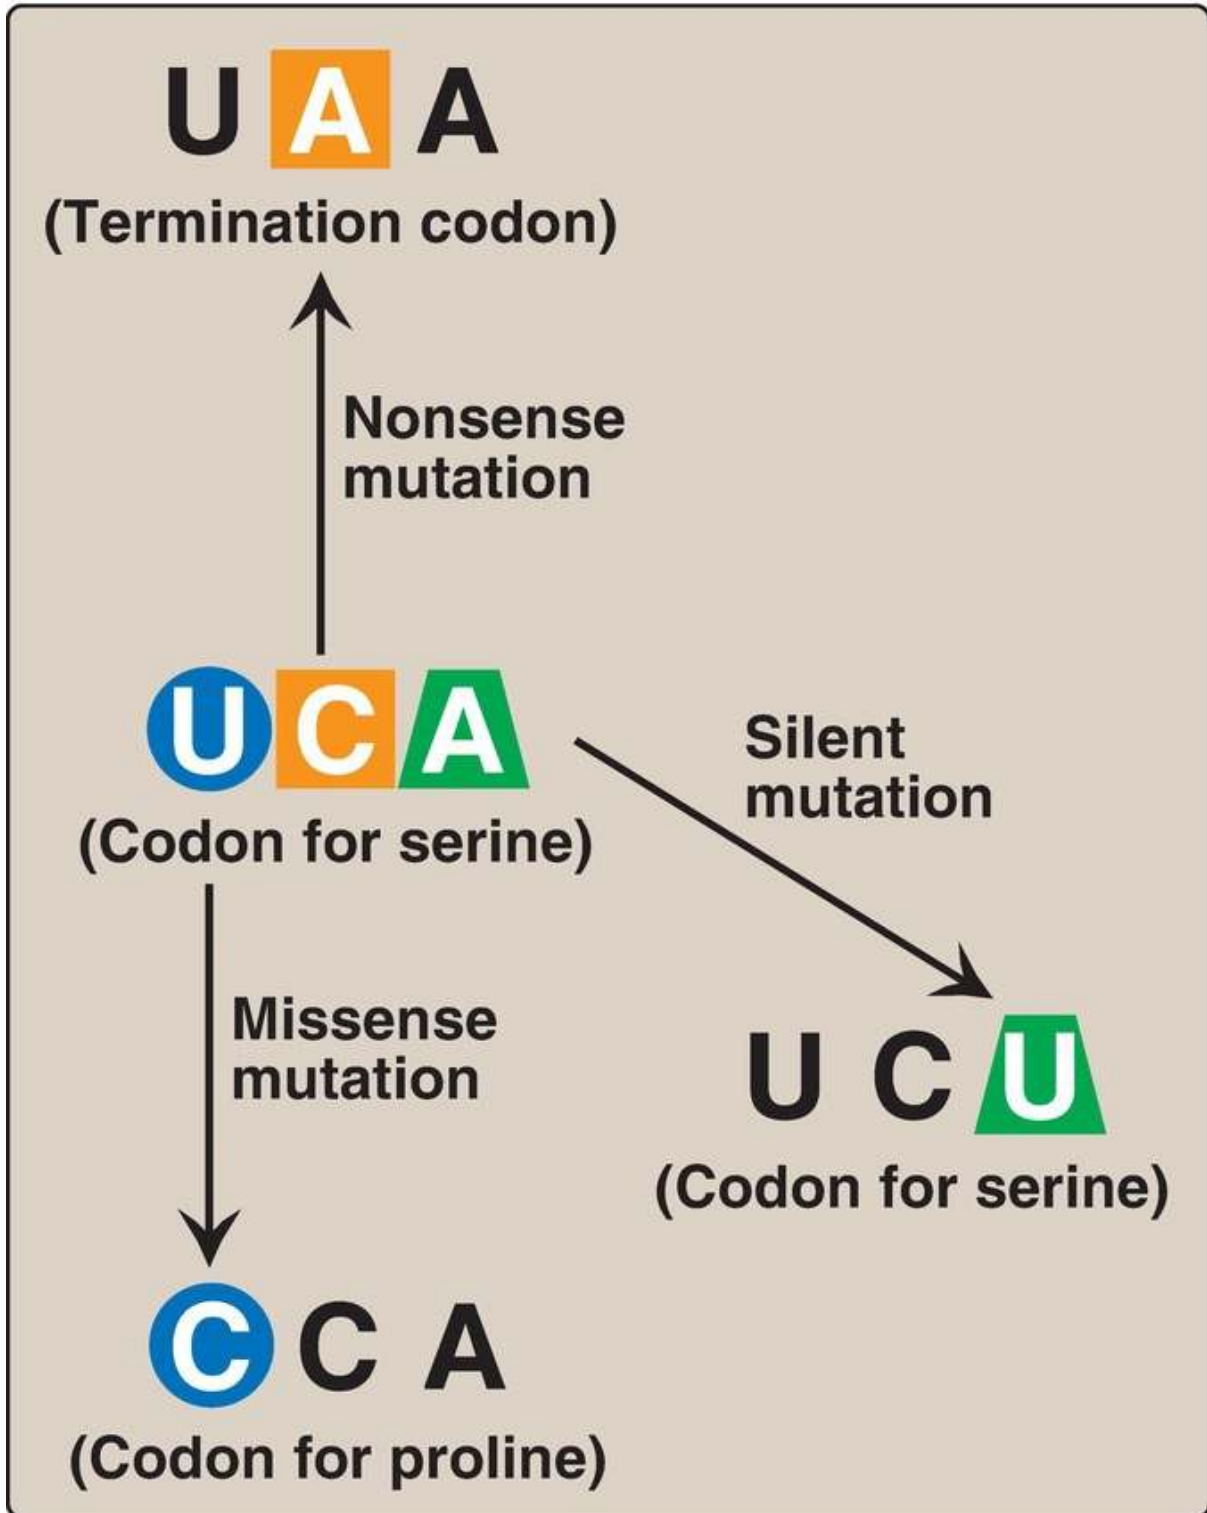 U A A
(Termination codon)
Nonsense
mutation
U C A
(Codon for serine)
Silent
mutation
Missense
mutation
U C U
(Codon for serine)
C C A
(Codon for proline)